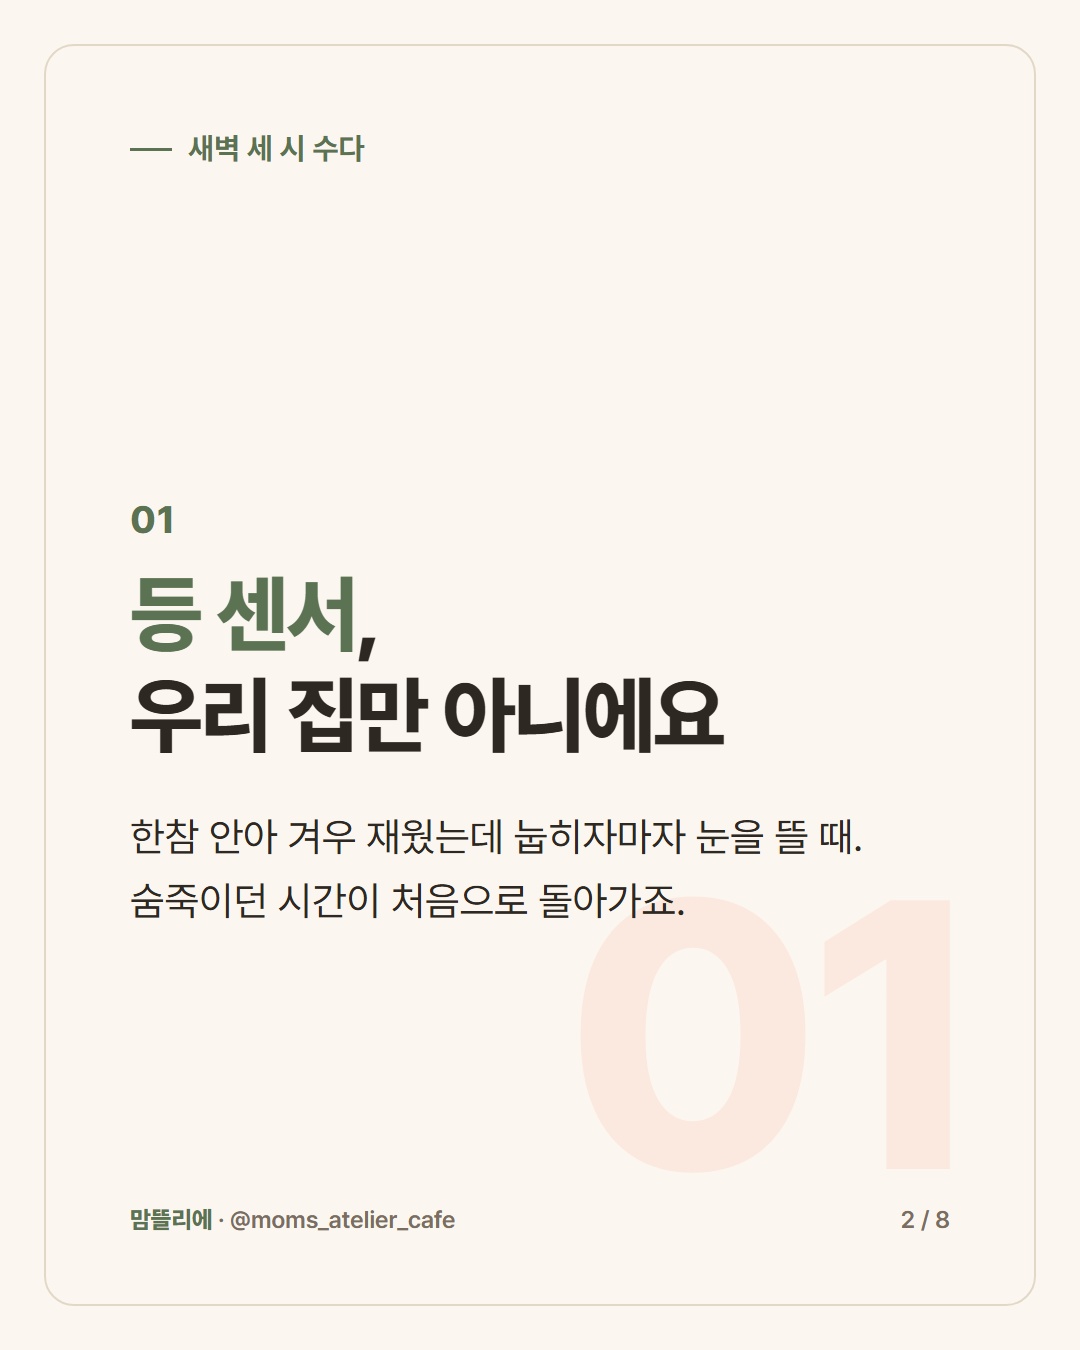 새벽 세 시 수다
01
등 센서,
우리 집만 아니에요
한참 안아 겨우 재웠는데 눕히자마자 눈을 뜰 때.
숨죽이던 시간이 처음으로 돌아가죠.
01
맘뜰리에 · @moms_atelier_cafe
2 / 8